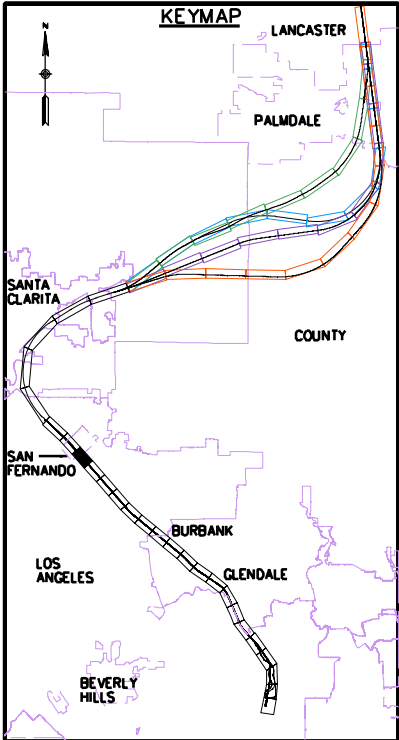 KEYMAP
N
LANCASTER
PALMDALE
SANTA
CLARITA
COUNTY
SAN
FERNANDO
BURBANK
LOS
ANGELES
GLENDALE
BEVERLY
HILLS